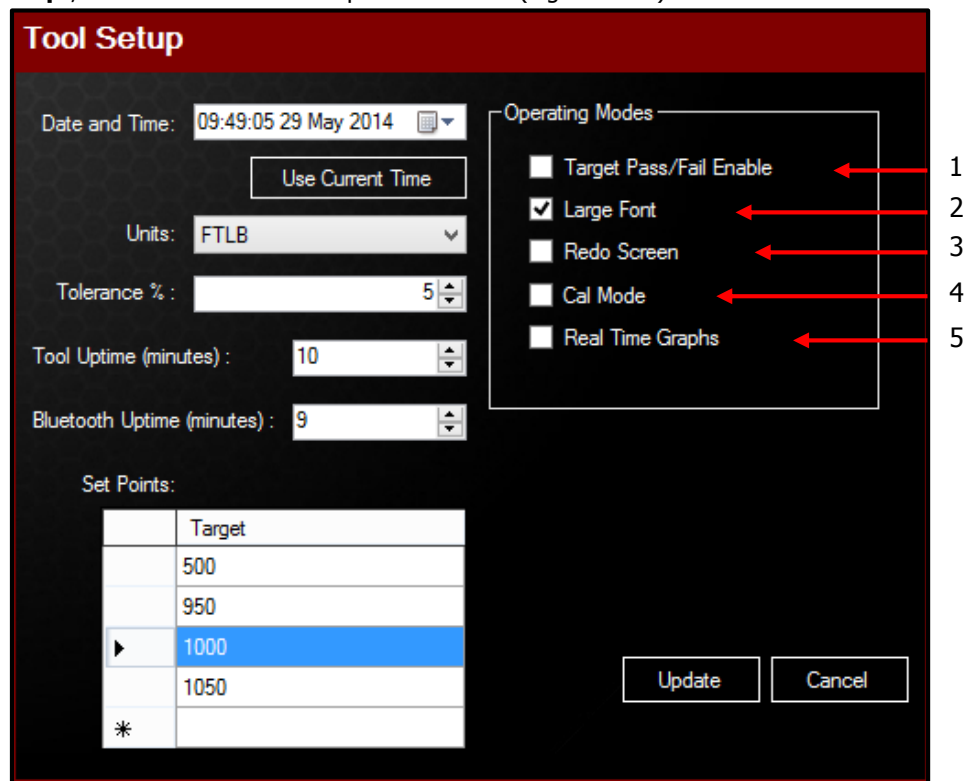 Tool Setup
Date and Time: 09:49:05 29 May 2014
Use Current Time
Units: FTLB
Tolerance % : 5
Tool Uptime (minutes) : 10
Bluetooth Uptime (minutes) : 9
Set Points:
Target
500
950
1000
1050
*
Operating Modes
Target Pass/Fail Enable 1
Large Font 2
Redo Screen 3
Cal Mode 4
Real Time Graphs 5
Update Cancel